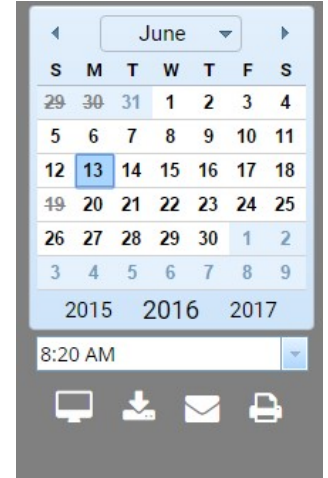 June
S M T W T F S
29 30 31 1 2 3 4
5 6 7 8 9 10 11
12 13 14 15 16 17 18
19 20 21 22 23 24 25
26 27 28 29 30 1 2
3 4 5 6 7 8 9
2015 2016 2017
8:20 AM